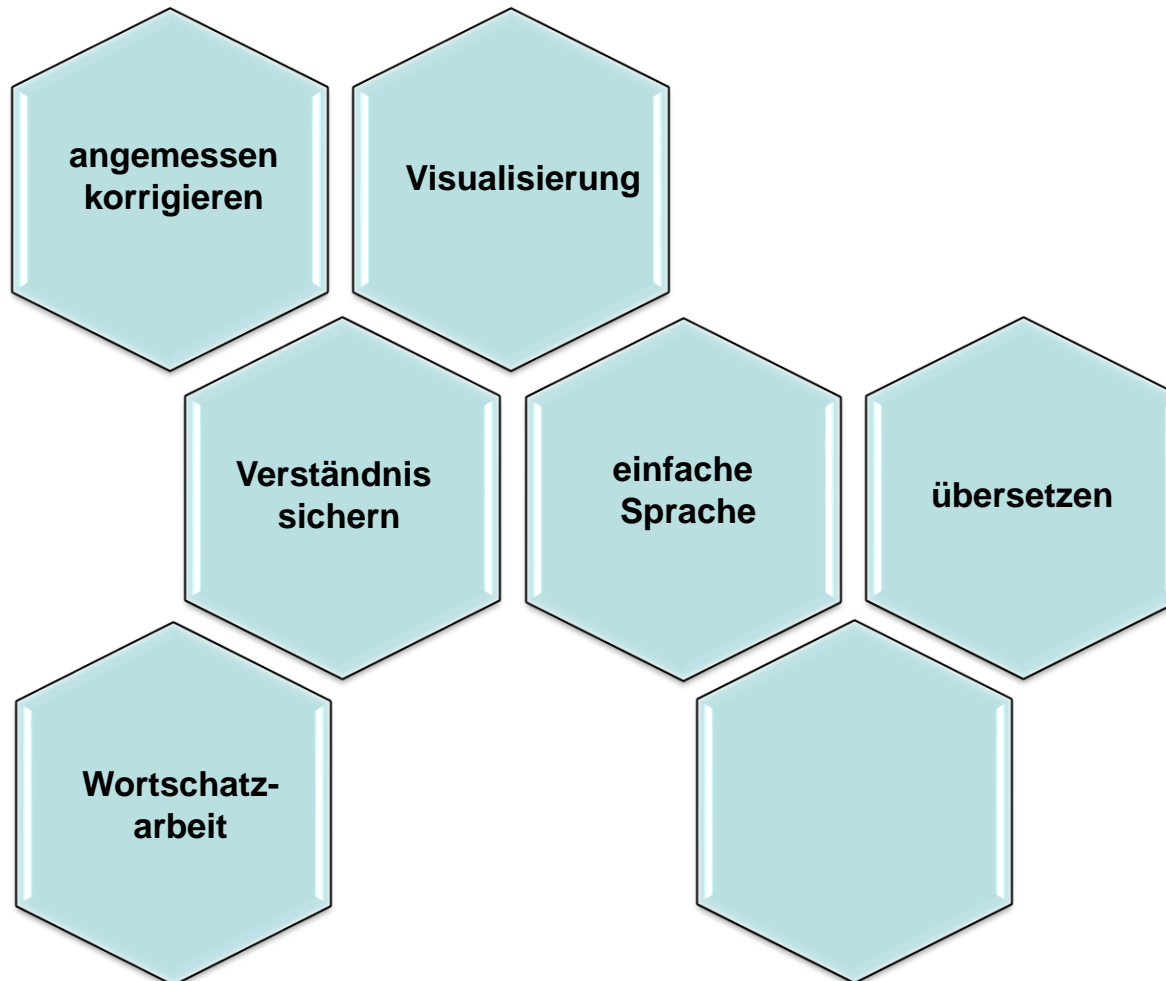 angemessen
korrigieren
Visualisierung
Verständnis
sichern
einfache
Sprache
übersetzen
Wortschatz-
arbeit